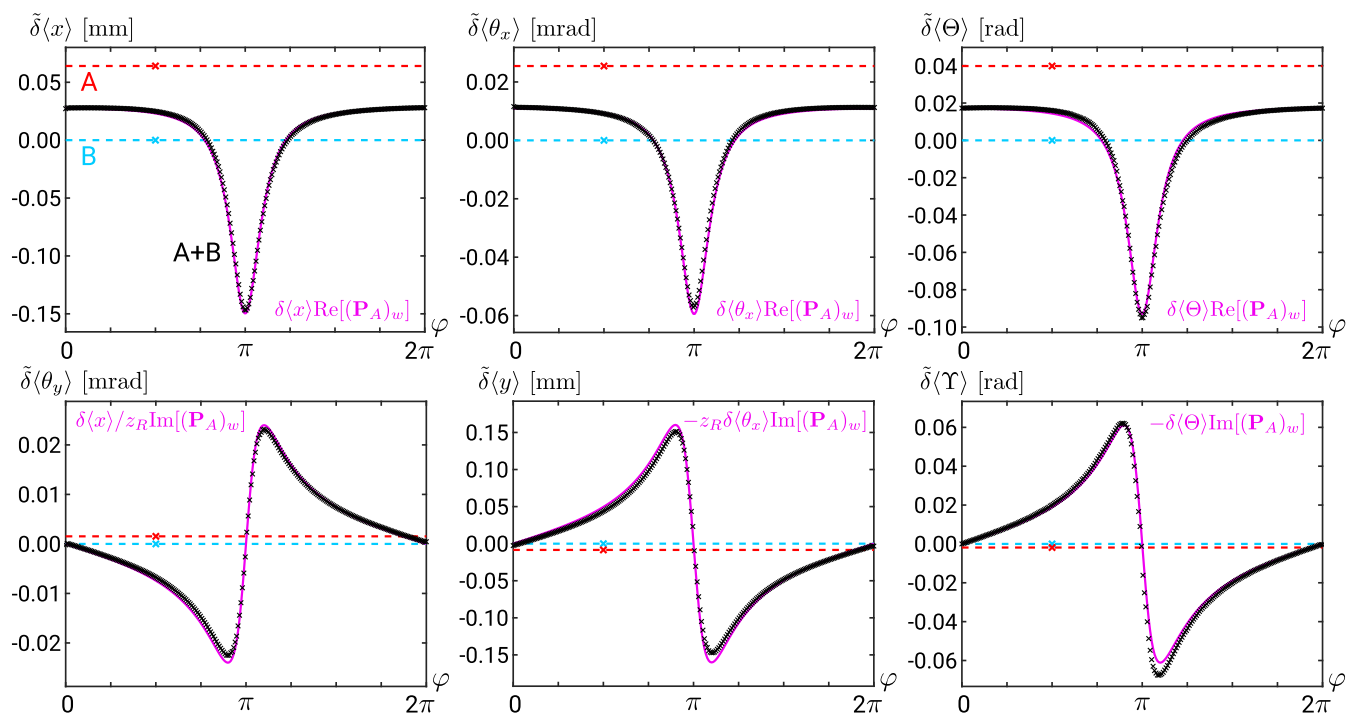 δ̃⟨x⟩ [mm]
0.05
0.00
-0.05
-0.10
-0.15
A
B
A+B
δ⟨x⟩Re[(P_A)_w]
0 π 2π φ
δ̃⟨θ_x⟩ [mrad]
0.02
0.00
-0.02
-0.04
-0.06
δ⟨θ_x⟩Re[(P_A)_w]
0 π 2π φ
δ̃⟨Θ⟩ [rad]
0.04
0.02
0.00
-0.02
-0.04
-0.06
-0.08
-0.10
δ⟨Θ⟩Re[(P_A)_w]
0 π 2π φ
δ̃⟨θ_y⟩ [mrad]
δ⟨x⟩/z_RIm[(P_A)_w]
0.02
0.01
0.00
-0.01
-0.02
0 π 2π φ
δ̃⟨y⟩ [mm]
-z_Rδ⟨θ_x⟩Im[(P_A)_w]
0.15
0.10
0.05
0.00
-0.05
-0.10
-0.15
0 π 2π φ
δ̃⟨ϒ⟩ [rad]
-δ⟨Θ⟩Im[(P_A)_w]
0.06
0.04
0.02
0.00
-0.02
-0.04
-0.06
0 π 2π φ